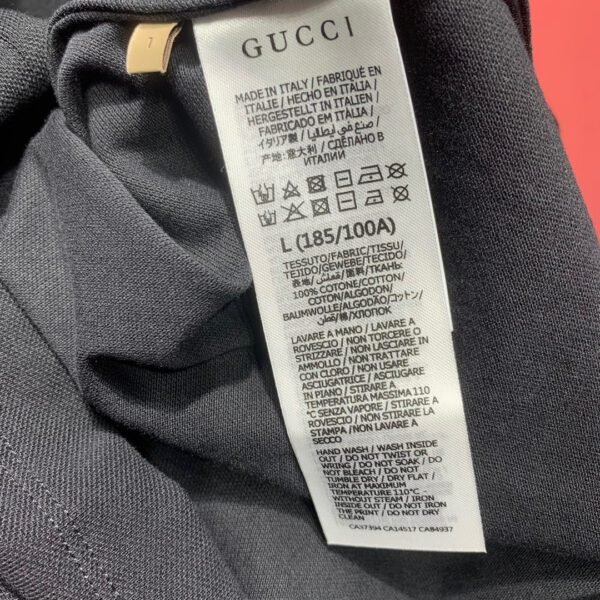 1
GUCCI
MADE IN ITALY / FABRIQUÉ EN
ITALIE / HECHO EN ITALIA /
HERGESTELLT IN ITALIEN /
FABRICADO EM ITÁLIA /
イタリア製 / صنع في إيطاليا /
产地: 意大利 / СДЕЛАНО В
ИТАЛИИ
L (185/100A)
TESSUTO/FABRIC/TISSU/
TEJIDO/GEWEBE/TECIDO/
表地/قماش/面料/ТКАНЬ:
100% COTONE/COTTON/
COTON/ALGODON/
BAUMWOLLE/ALGODÃO/コットン/
قطن/棉/ХЛОПОК
LAVARE A MANO / LAVARE A
ROVESCIO / NON TORCERE O
STRIZZARE / NON LASCIARE IN
AMMOLLO / NON TRATTARE
CON CLORO / NON USARE
ASCIUGATRICE / ASCIUGARE
IN PIANO / STIRARE A
TEMPERATURA MASSIMA 110
°C SENZA VAPORE / STIRARE A
ROVESCIO / NON STIRARE LA
STAMPA / NON LAVARE A
SECCO
HAND WASH / WASH INSIDE
OUT / DO NOT TWIST OR
WRING / DO NOT SOAK / DO
NOT BLEACH / DO NOT
TUMBLE DRY / DRY FLAT /
IRON AT MAXIMUM
TEMPERATURE 110°C
WITHOUT STEAM / IRON
INSIDE OUT / DO NOT IRON
THE PRINT / DO NOT DRY
CLEAN
CA37394 CA14517 CA84937